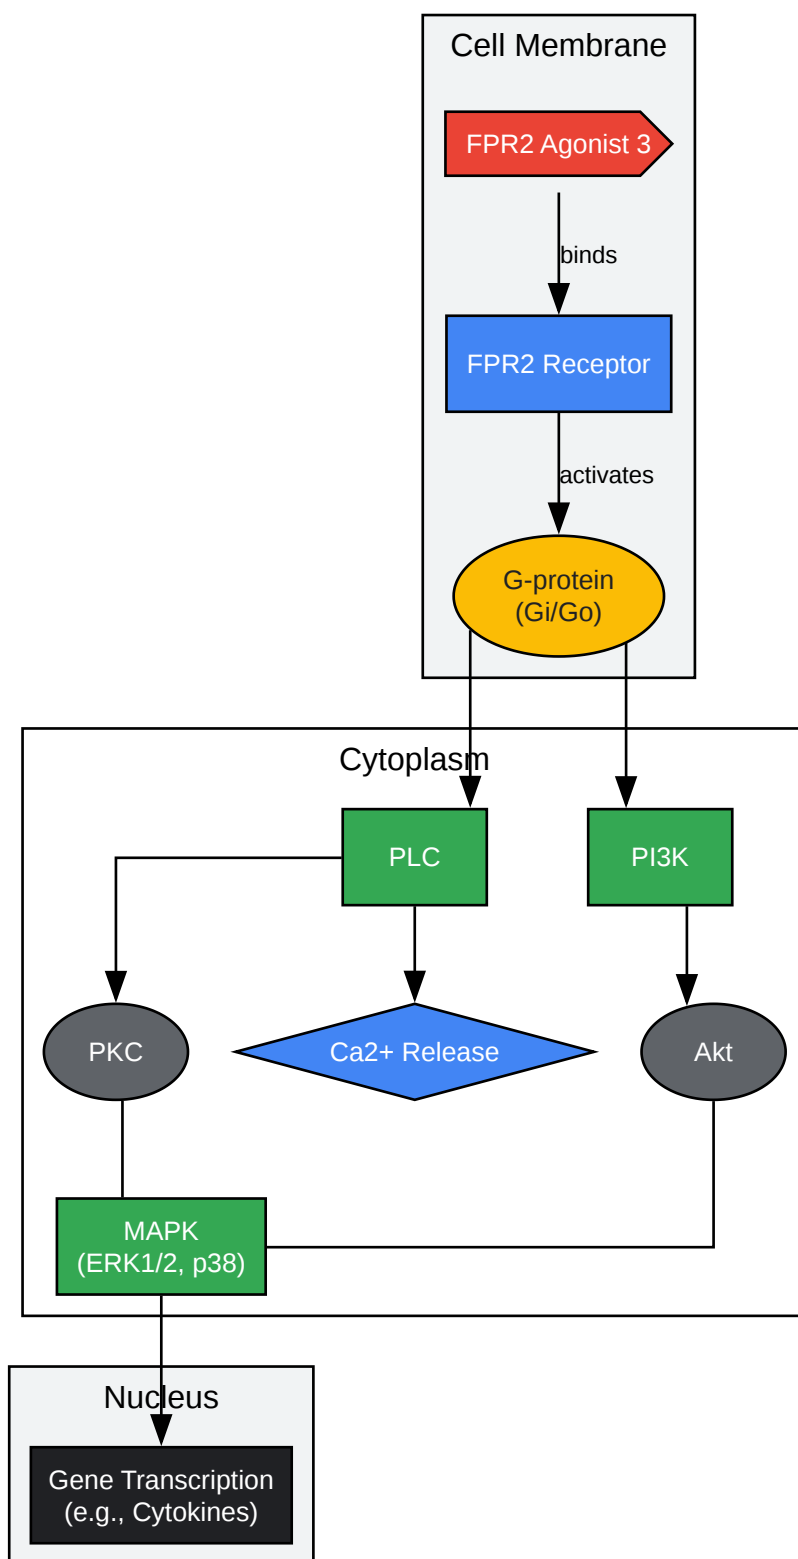 Cell Membrane
FPR2 Agonist 3
binds
FPR2 Receptor
activates
G-protein
(Gi/Go)
Cytoplasm
PLC
PI3K
PKC
Ca2+ Release
Akt
MAPK
(ERK1/2, p38)
Nucleus
Gene Transcription
(e.g., Cytokines)